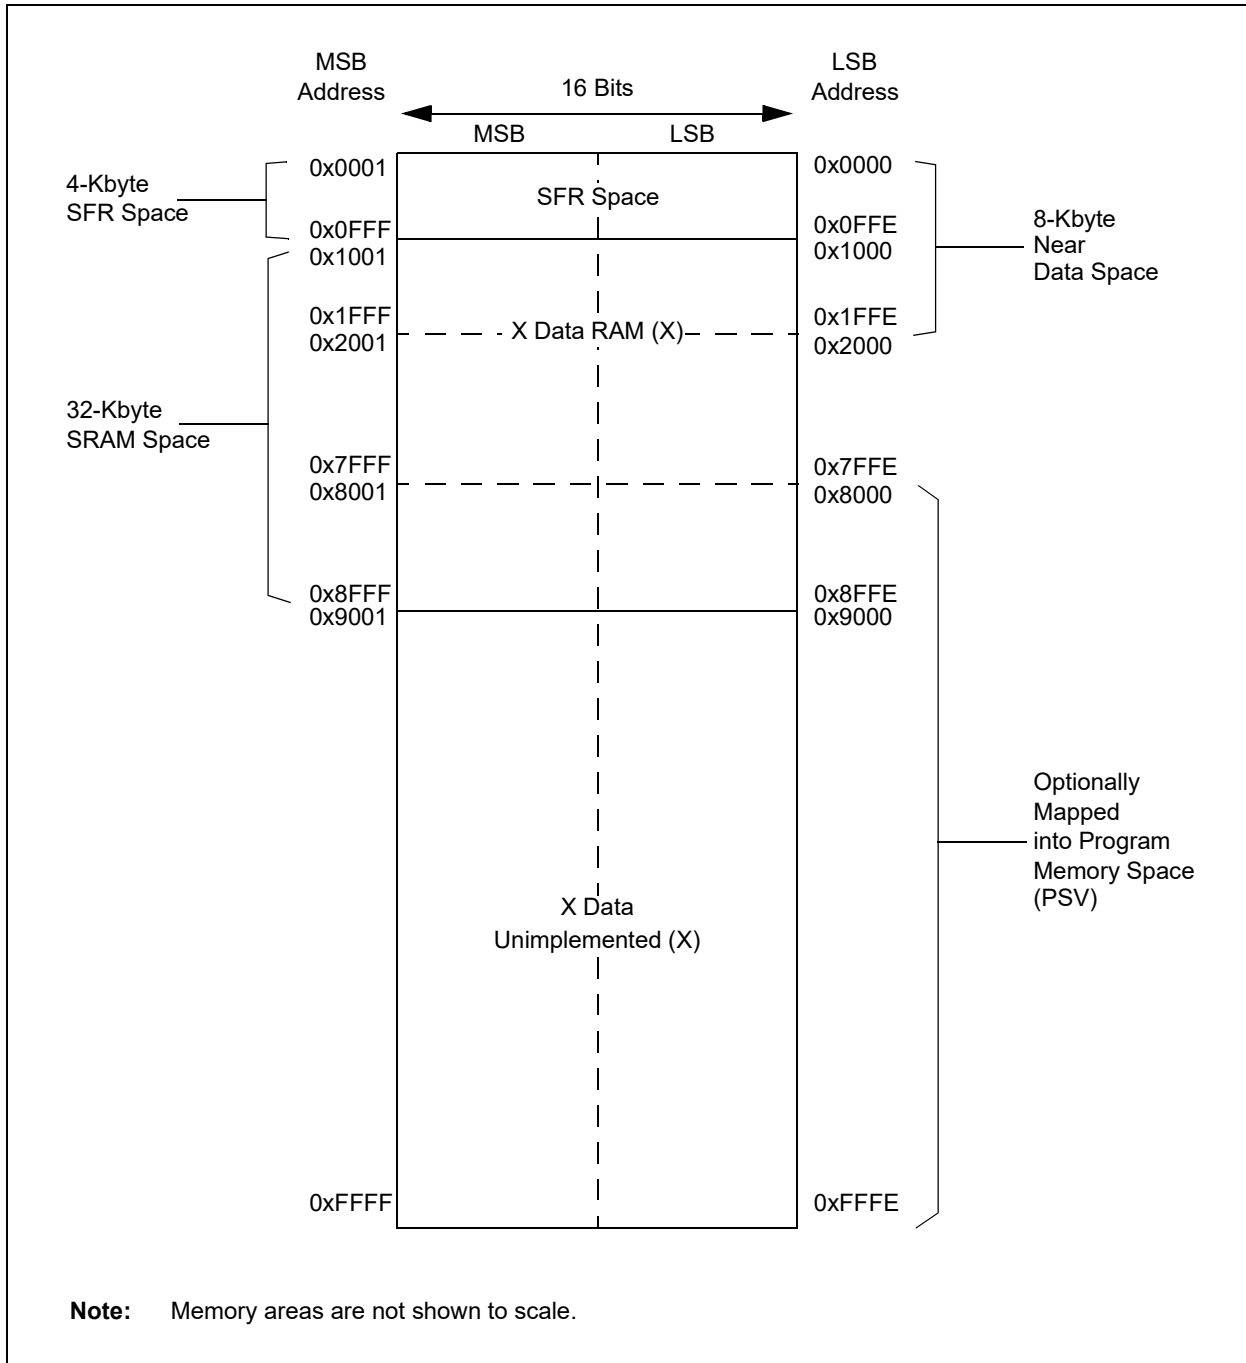 MSB
Address
LSB
Address
16 Bits
MSB
LSB
4-Kbyte
SFR Space
0x0001
0x0FFF
0x1001
SFR Space
0x0000
0x0FFE
0x1000
8-Kbyte
Near
Data Space
0x1FFF
0x2001
X Data RAM (X)
0x1FFE
0x2000
32-Kbyte
SRAM Space
0x7FFF
0x8001
0x7FFE
0x8000
0x8FFF
0x9001
0x8FFE
0x9000
Optionally
Mapped
into Program
Memory Space
(PSV)
X Data
Unimplemented (X)
0xFFFF
0xFFFE
Note: Memory areas are not shown to scale.